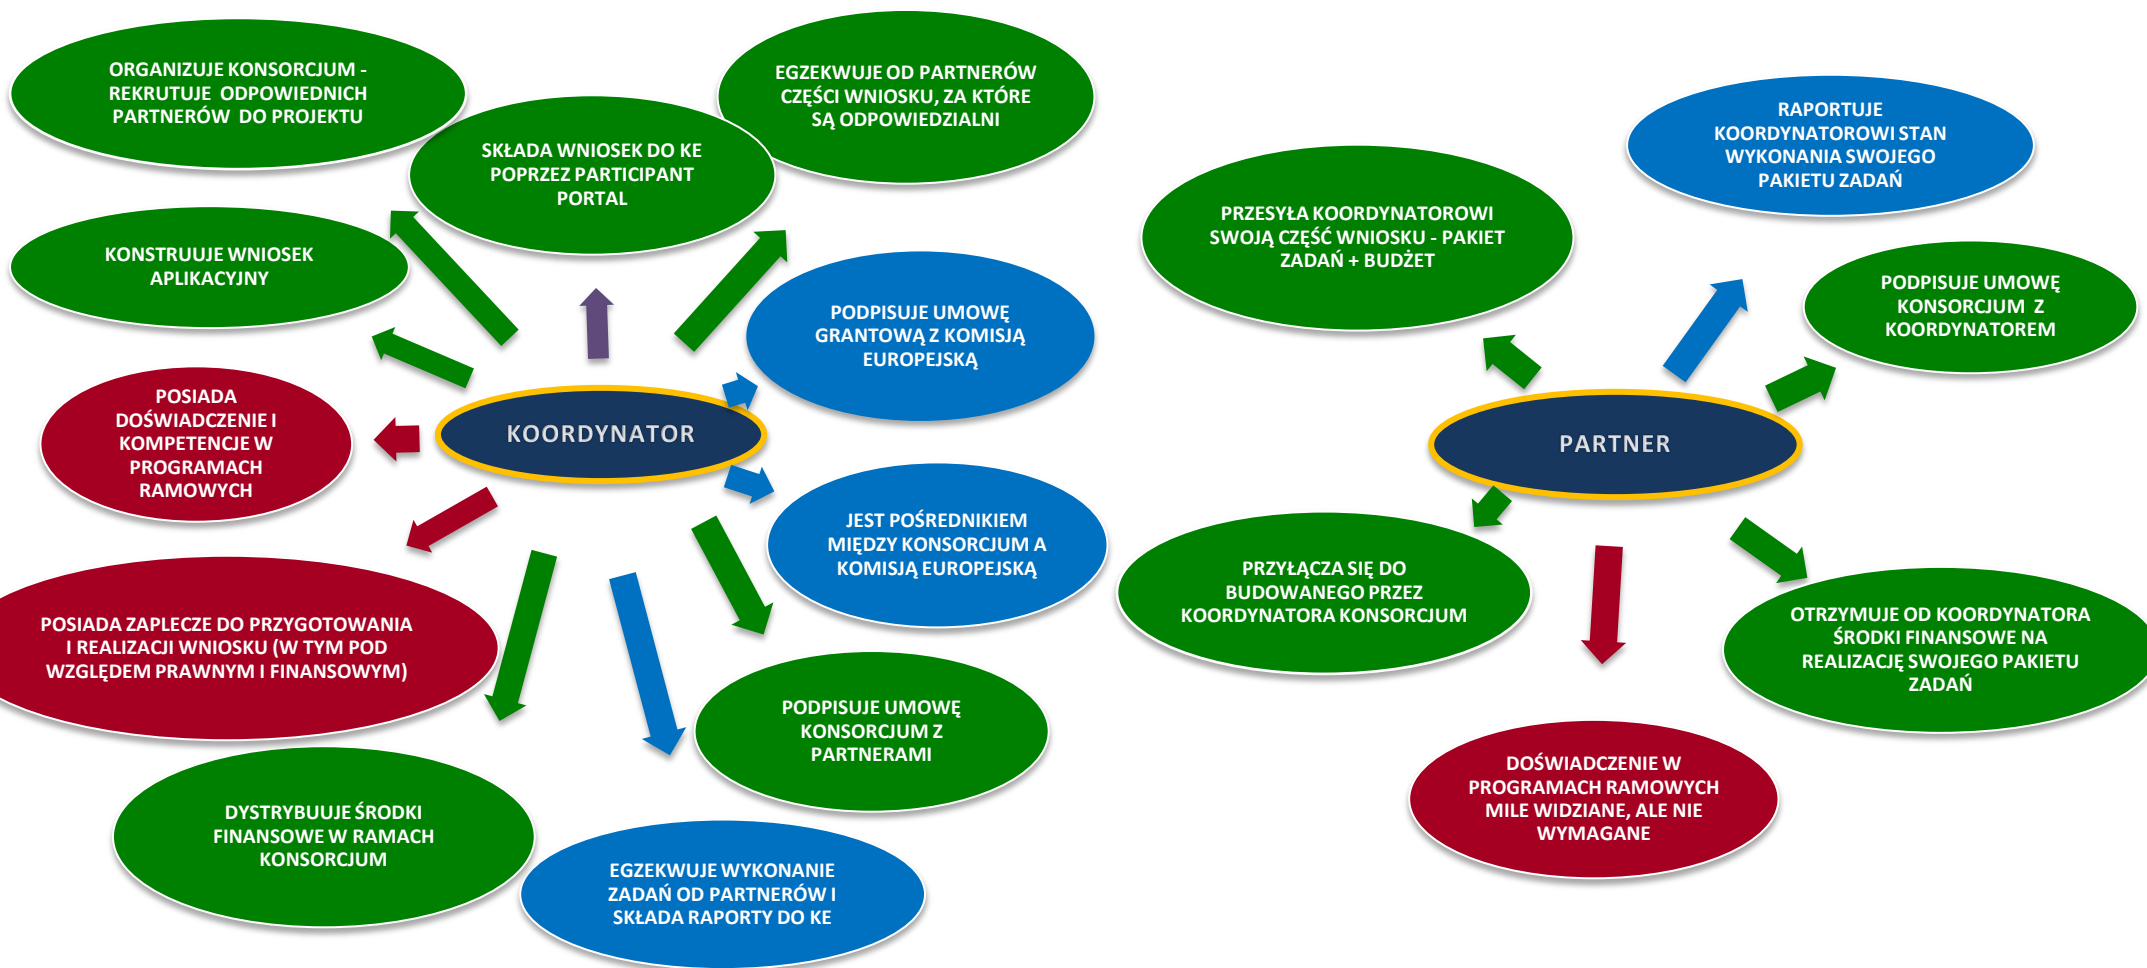 ORGANIZUJE KONSORCJUM -
REKRUTUJE ODPOWIEDNICH
PARTNERÓW DO PROJEKTU
SKŁADA WNIOSEK DO KE
POPRZEZ PARTICIPANT
PORTAL
EGZEKWUJE OD PARTNERÓW
CZĘŚCI WNIOSKU, ZA KTÓRE
SĄ ODPOWIEDZIALNI
KONSTRUUJE WNIOSEK
APLIKACYJNY
PODPISUJE UMOWĘ
GRANTOWĄ Z KOMISJĄ
EUROPEJSKĄ
POSIADA
DOŚWIADCZENIE I
KOMPETENCJE W
PROGRAMACH
RAMOWYCH
KOORDYNATOR
JEST POŚREDNIKIEM
MIĘDZY KONSORCJUM A
KOMISJĄ EUROPEJSKĄ
POSIADA ZAPLECZE DO PRZYGOTOWANIA
I REALIZACJI WNIOSKU (W TYM POD
WZGLĘDEM PRAWNYM I FINANSOWYM)
PODPISUJE UMOWĘ
KONSORCJUM Z
PARTNERAMI
DYSTRYBUUJE ŚRODKI
FINANSOWE W RAMACH
KONSORCJUM
EGZEKWUJE WYKONANIE
ZADAŃ OD PARTNERÓW I
SKŁADA RAPORTY DO KE
RAPORTUJE
KOORDYNATOROWI STAN
WYKONANIA SWOJEGO
PAKIETU ZADAŃ
PRZESYŁA KOORDYNATOROWI
SWOJĄ CZĘŚĆ WNIOSKU - PAKIET
ZADAŃ + BUDŻET
PODPISUJE UMOWĘ
KONSORCJUM Z
KOORDYNATOREM
PARTNER
PRZYŁĄCZA SIĘ DO
BUDOWANEGO PRZEZ
KOORDYNATORA KONSORCJUM
OTRZYMUJE OD KOORDYNATORA
ŚRODKI FINANSOWE NA
REALIZACJĘ SWOJEGO PAKIETU
ZADAŃ
DOŚWIADCZENIE W
PROGRAMACH RAMOWYCH
MILE WIDZIANE, ALE NIE
WYMAGANE